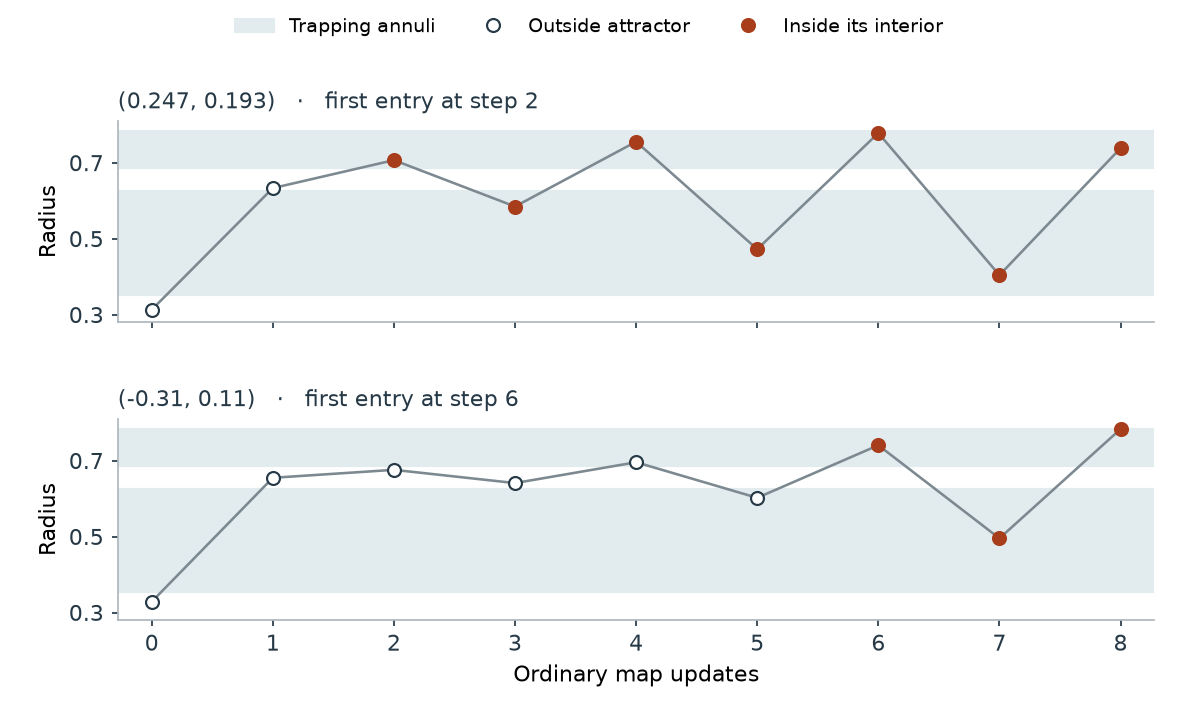 Trapping annuli   Outside attractor   Inside its interior
(0.247, 0.193)   ·   first entry at step 2
0.7
0.5
0.3
Radius
(-0.31, 0.11)   ·   first entry at step 6
0.7
0.5
0.3
Radius
0 1 2 3 4 5 6 7 8
Ordinary map updates